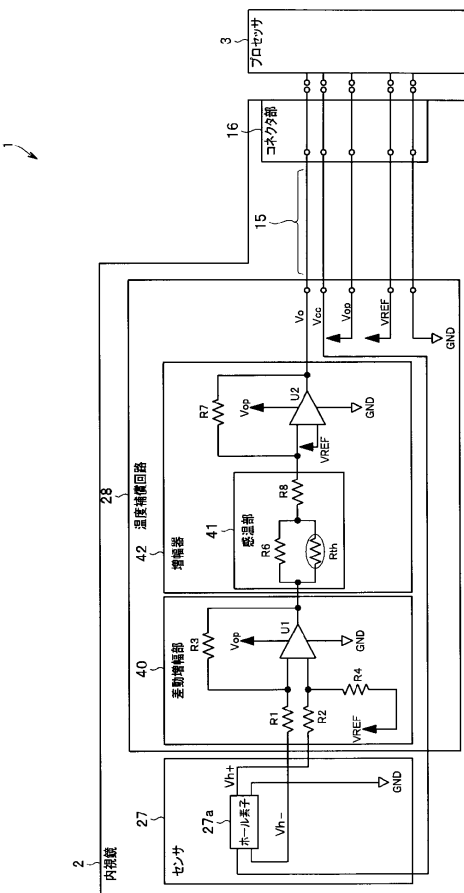 1
2
内視鏡
28
温度補償回路
42
増幅器
41
感温部
R6
Rth
R8
R7
Vop
U2
GND
VREF
40
差動増幅部
R3
Vop
U1
GND
R1
R2
R4
VREF
27
センサ
27a
ホール素子
Vh+
Vh-
GND
Vo
Vcc
Vop
VREF
GND
15
16
コネクタ部
3
プロセッサ